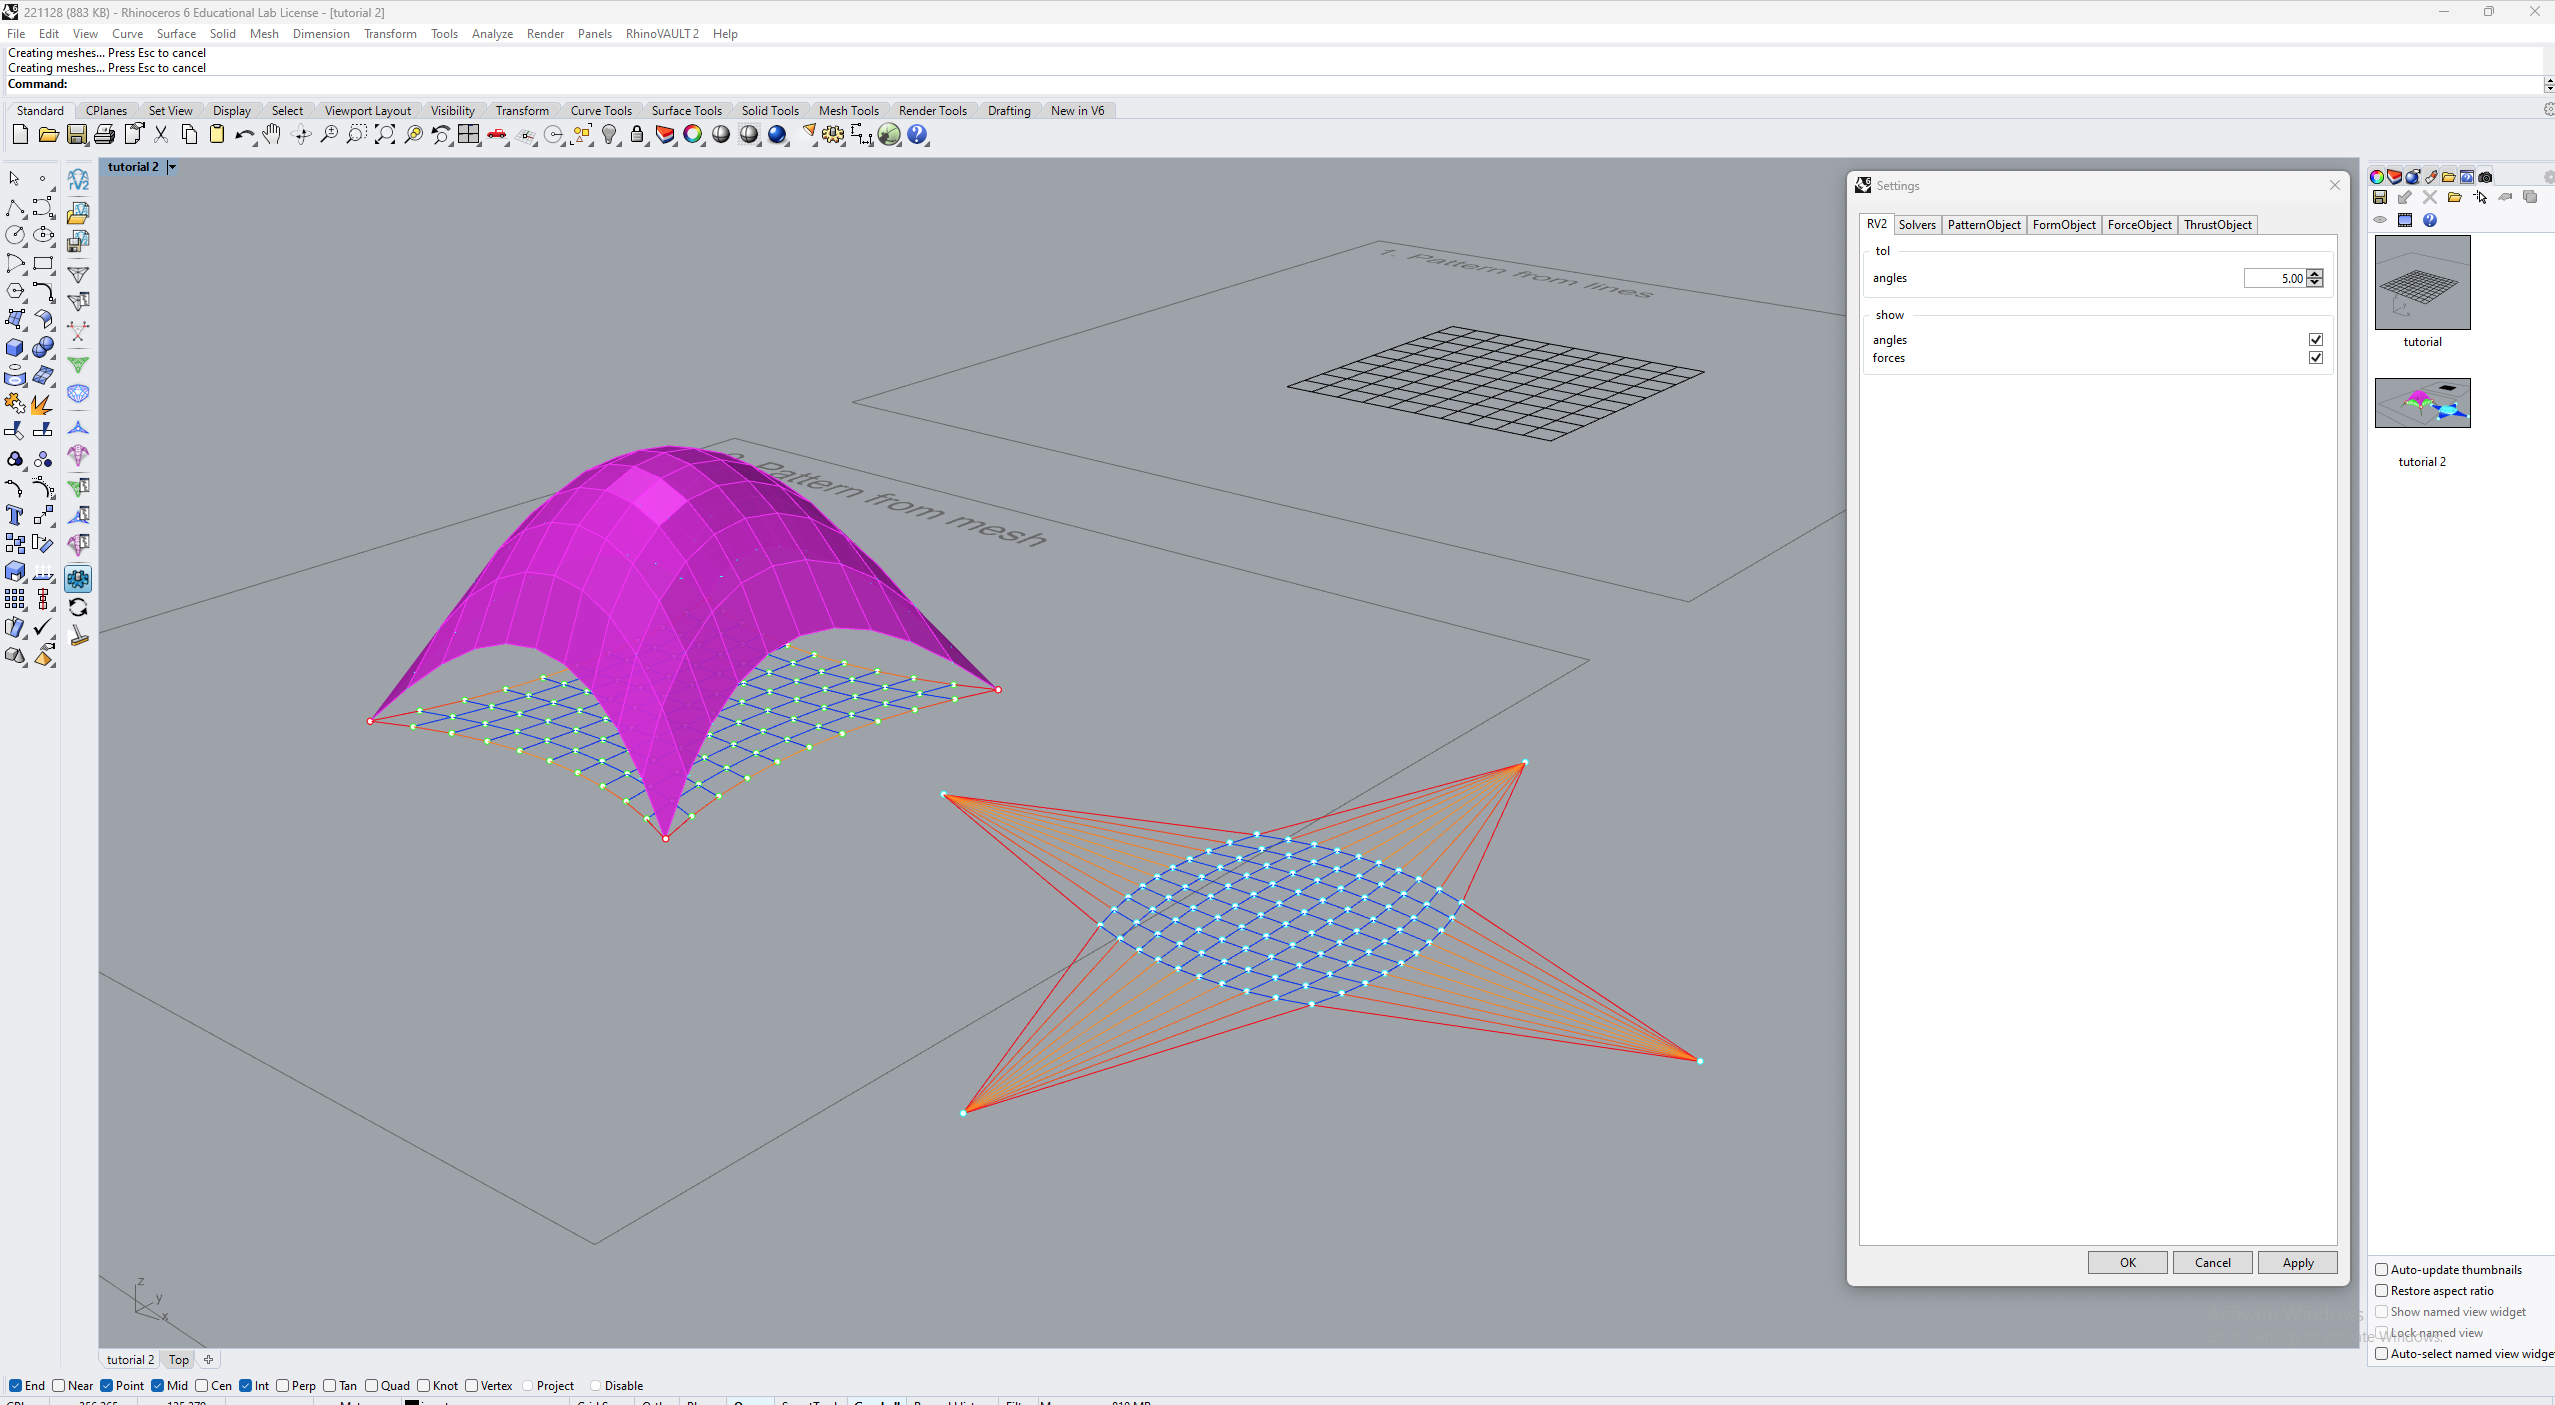 221128 (883 KB) - Rhinoceros 6 Educational Lab License - [tutorial 2]
File Edit View Curve Surface Solid Mesh Dimension Transform Tools Analyze Render Panels RhinoVAULT 2 Help
Creating meshes... Press Esc to cancel
Creating meshes... Press Esc to cancel
Command:
Standard CPlanes Set View Display Select Viewport Layout Visibility Transform Curve Tools Surface Tools Solid Tools Mesh Tools Render Tools Drafting New in V6
tutorial 2
rV2
1. Pattern from lines
2. Pattern from mesh
Settings
RV2 Solvers PatternObject FormObject ForceObject ThrustObject
tol
angles 5.00
show
angles
forces
OK Cancel Apply
tutorial
tutorial 2
z
y
x
Activate Windows
Auto-update thumbnails
Restore aspect ratio
Show named view widget
Lock named view
Auto-select named view widge
tutorial 2 Top
End Near Point Mid Cen Int Perp Tan Quad Knot Vertex Project Disable